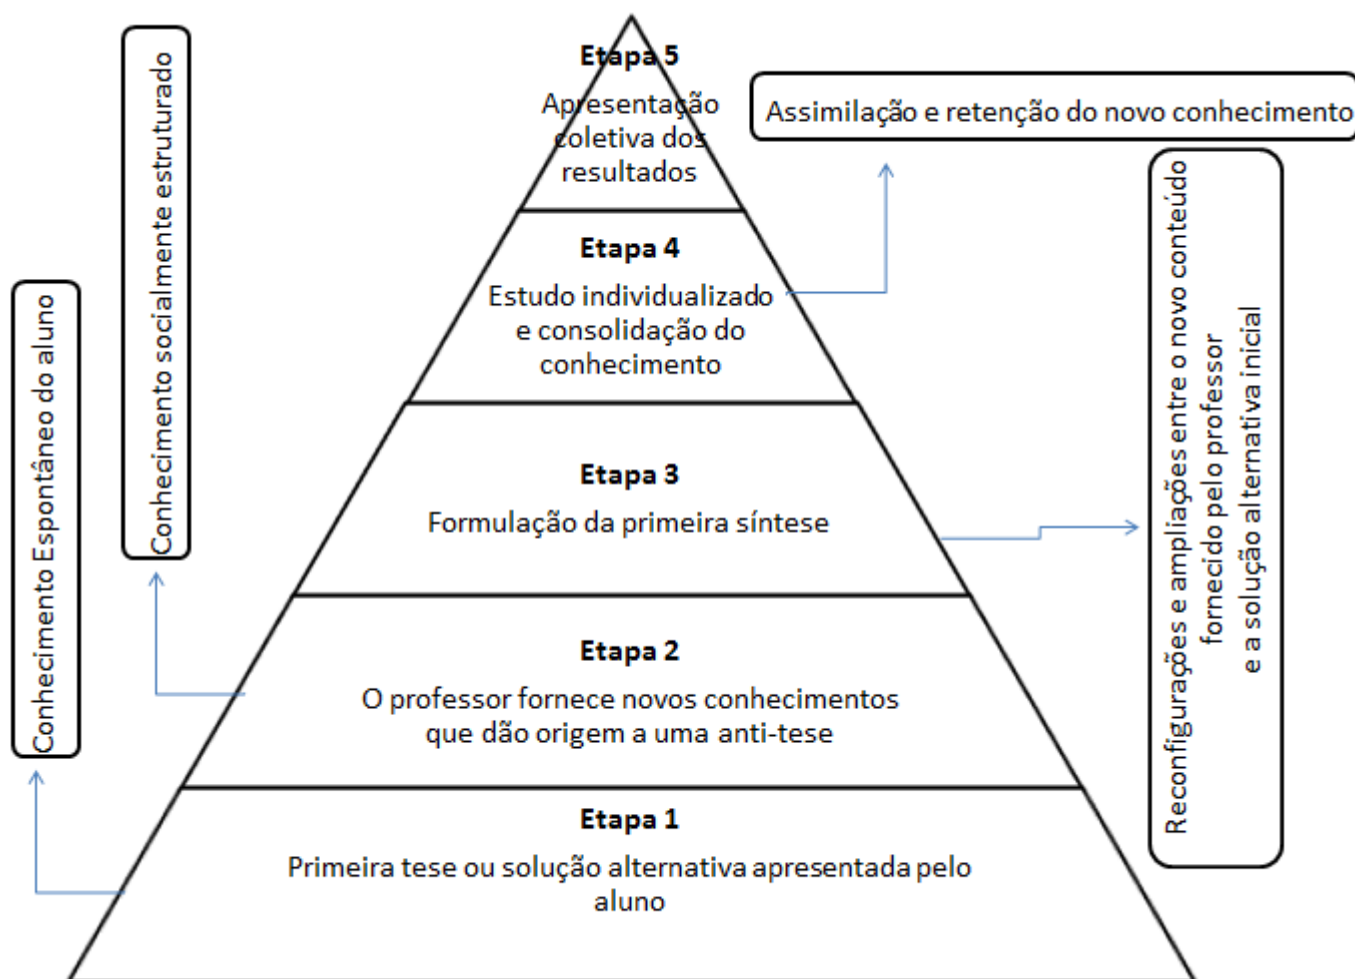 Etapa 5
Apresentação
coletiva dos
resultados
Etapa 4
Estudo individualizado
e consolidação do
conhecimento
Etapa 3
Formulação da primeira síntese
Etapa 2
O professor fornece novos conhecimentos
que dão origem a uma anti-tese
Etapa 1
Primeira tese ou solução alternativa apresentada pelo
aluno
Conhecimento Espontâneo do aluno
Conhecimento socialmente estruturado
Assimilação e retenção do novo conhecimento
Reconfigurações e ampliações entre o novo conteúdo
fornecido pelo professor
e a solução alternativa inicial